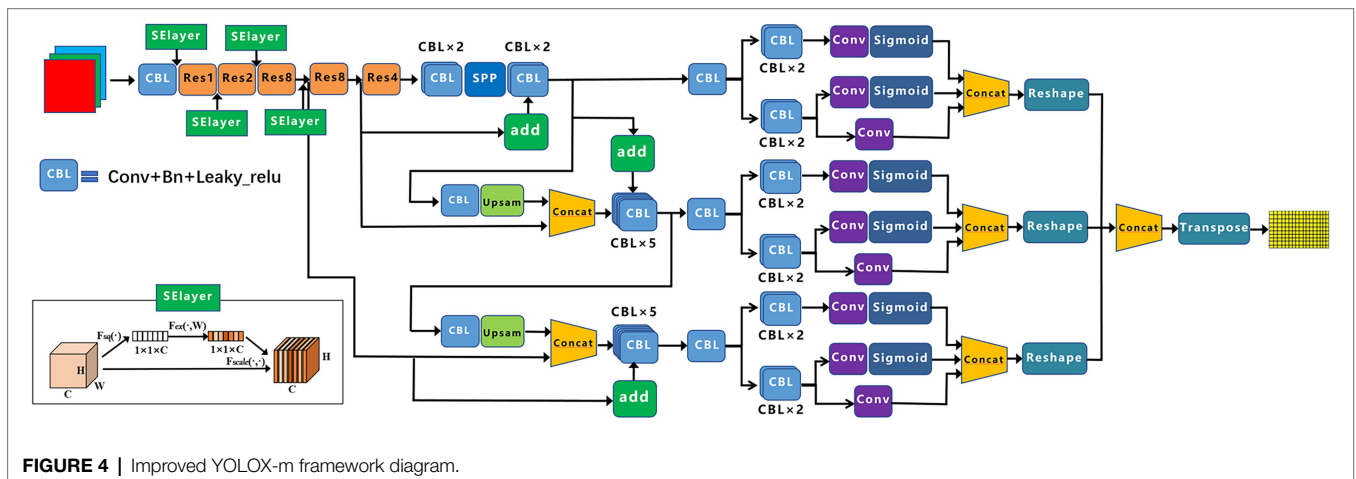 SElayer
SElayer
CBL×2
CBL×2
CBL
Res1
Res2
Res8
Res8
Res4
CBL
SPP
CBL
SElayer
SElayer
add
add
CBL
Conv+Bn+Leaky_relu
CBL
Upsam
Concat
CBL
CBL×5
SElayer
Fsq(·)
Fex(·,W)
1×1×C
1×1×C
Fscale(·,·)
H
W
C
H
C
CBL
Upsam
Concat
CBL×5
CBL
add
CBL
CBL
CBL×2
Conv
Sigmoid
CBL
CBL×2
Conv
Sigmoid
Conv
Concat
Reshape
CBL
CBL
CBL×2
Conv
Sigmoid
CBL
CBL×2
Conv
Sigmoid
Conv
Concat
Reshape
CBL
CBL
CBL×2
Conv
Sigmoid
CBL
CBL×2
Conv
Sigmoid
Conv
Concat
Reshape
Concat
Transpose
FIGURE 4 | Improved YOLOX-m framework diagram.